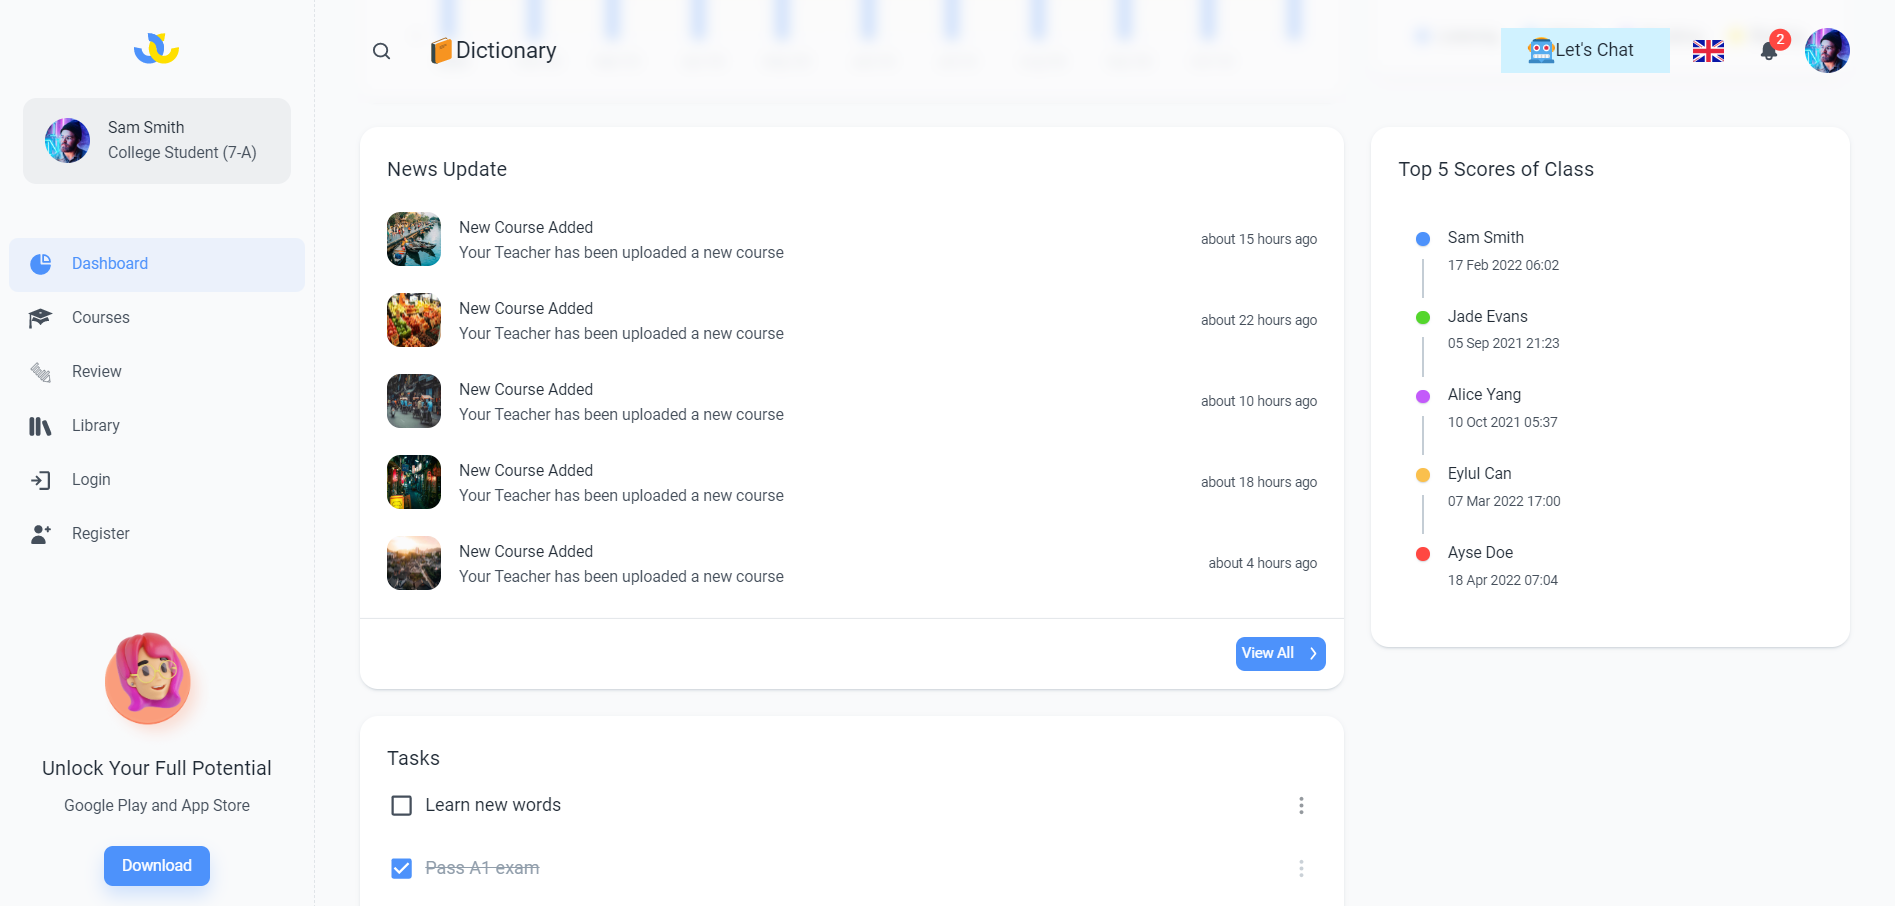 Dictionary
Let's Chat
2
Sam Smith
College Student (7-A)
Dashboard
Courses
Review
Library
Login
Register
Unlock Your Full Potential
Google Play and App Store
Download
News Update
New Course Added
Your Teacher has been uploaded a new course
about 15 hours ago
New Course Added
Your Teacher has been uploaded a new course
about 22 hours ago
New Course Added
Your Teacher has been uploaded a new course
about 10 hours ago
New Course Added
Your Teacher has been uploaded a new course
about 18 hours ago
New Course Added
Your Teacher has been uploaded a new course
about 4 hours ago
View All
Top 5 Scores of Class
Sam Smith
17 Feb 2022 06:02
Jade Evans
05 Sep 2021 21:23
Alice Yang
10 Oct 2021 05:37
Eylul Can
07 Mar 2022 17:00
Ayse Doe
18 Apr 2022 07:04
Tasks
Learn new words
Pass A1 exam